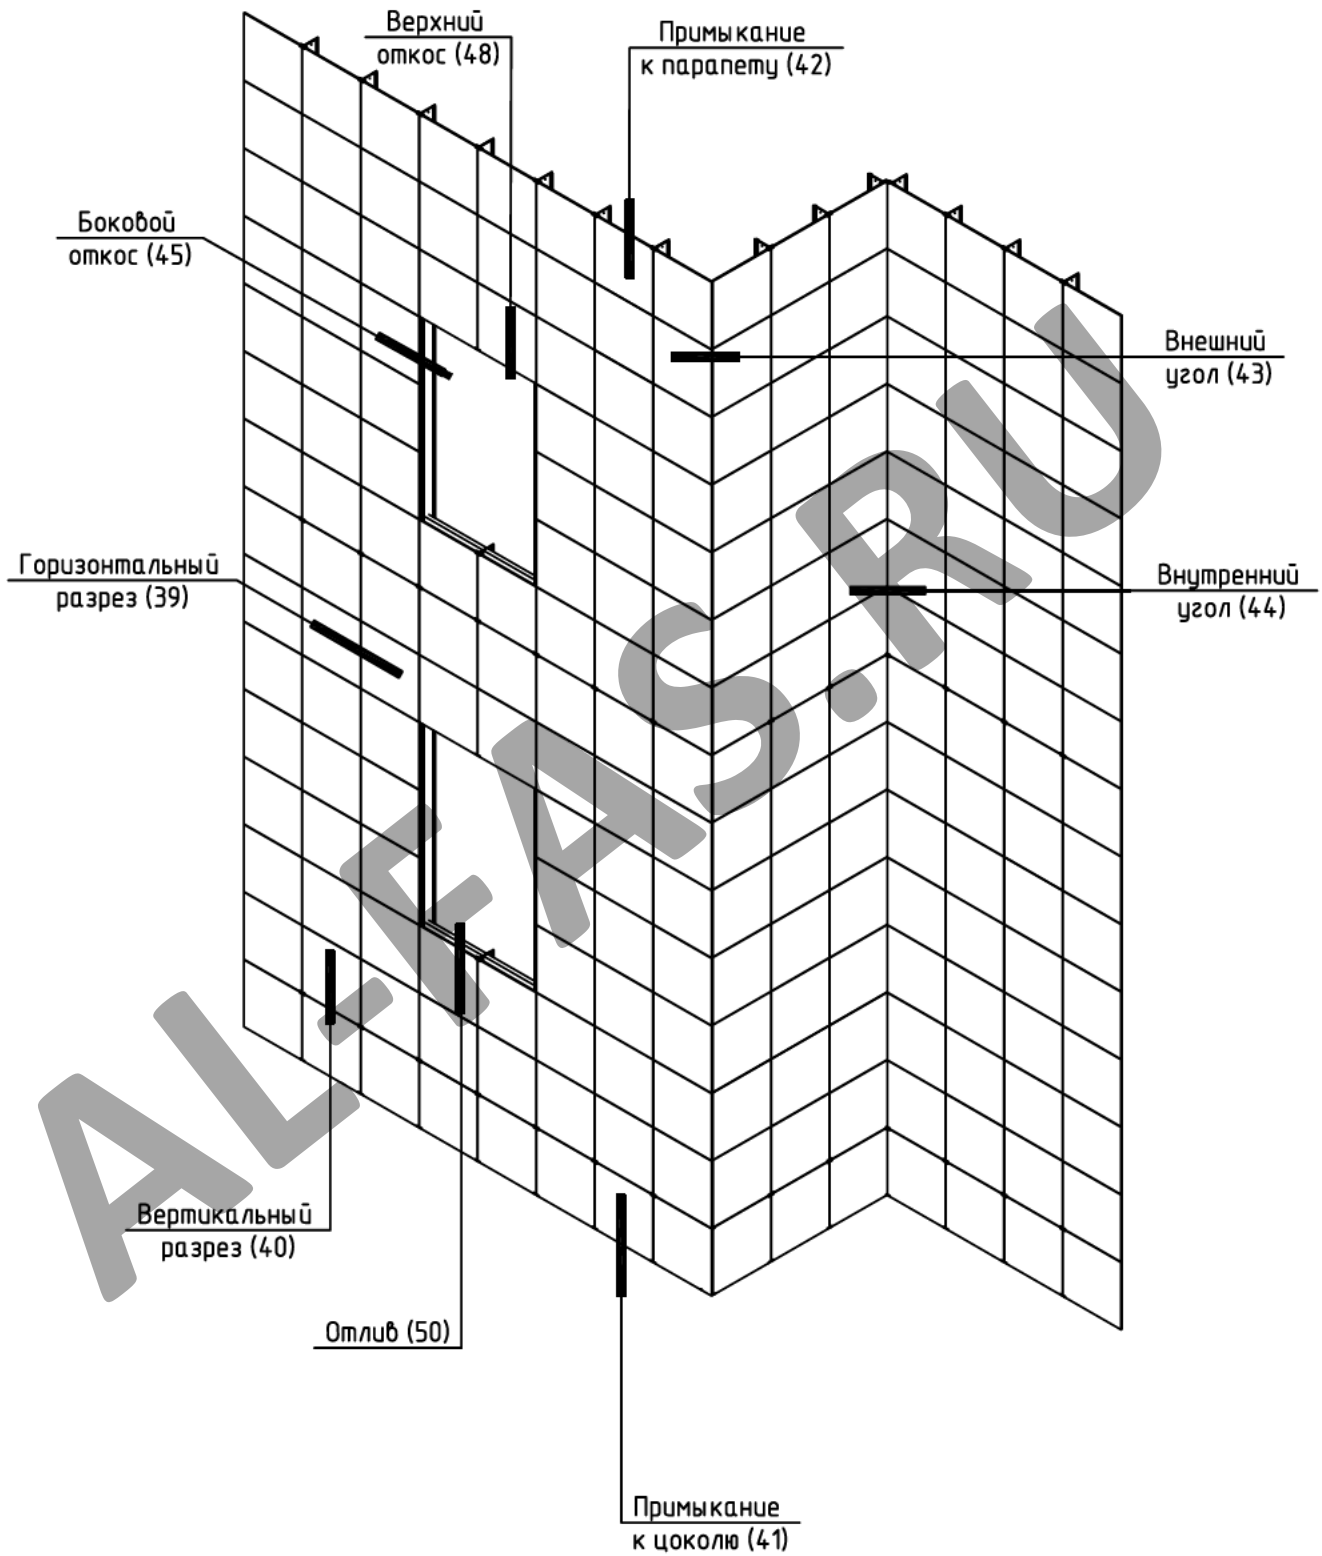 Верхний
откос (48)
Примыкание
к парапету (42)
Боковой
откос (45)
Внешний
угол (43)
Горизонтальный
разрез (39)
Внутренний
угол (44)
Вертикальный
разрез (40)
Отлив (50)
Примыкание
к цоколю (41)
AL-FAS.RU